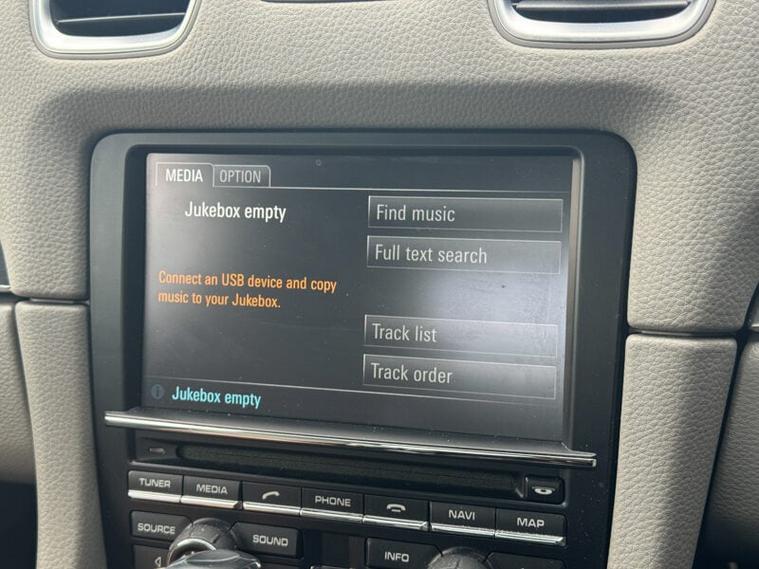 MEDIA OPTION
Jukebox empty
Find music
Full text search
Connect an USB device and copy
music to your Jukebox.
Track list
Track order
Jukebox empty
TUNER MEDIA PHONE NAVI MAP
SOURCE SOUND INFO